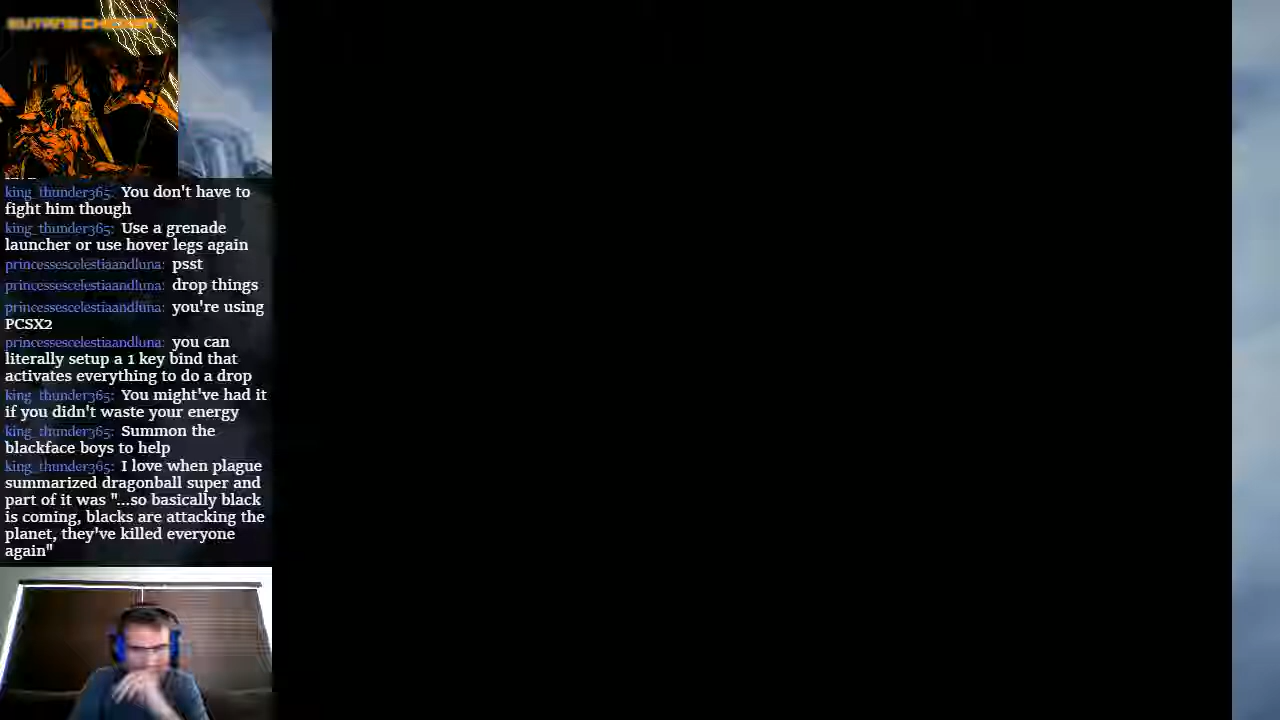 king_thunder365: You don't have to
fight him though
king_thunder365: Use a grenade
launcher or use hover legs again
princessescelestiaandluna: psst
princessescelestiaandluna: drop things
princessescelestiaandluna: you're using
PCSX2
princessescelestiaandluna: you can
literally setup a 1 key bind that
activates everything to do a drop
king_thunder365: You might've had it
if you didn't waste your energy
king_thunder365: Summon the
blackface boys to help
king_thunder365: I love when plague
summarized dragonball super and
part of it was "...so basically black
is coming, blacks are attacking the
planet, they've killed everyone
again"